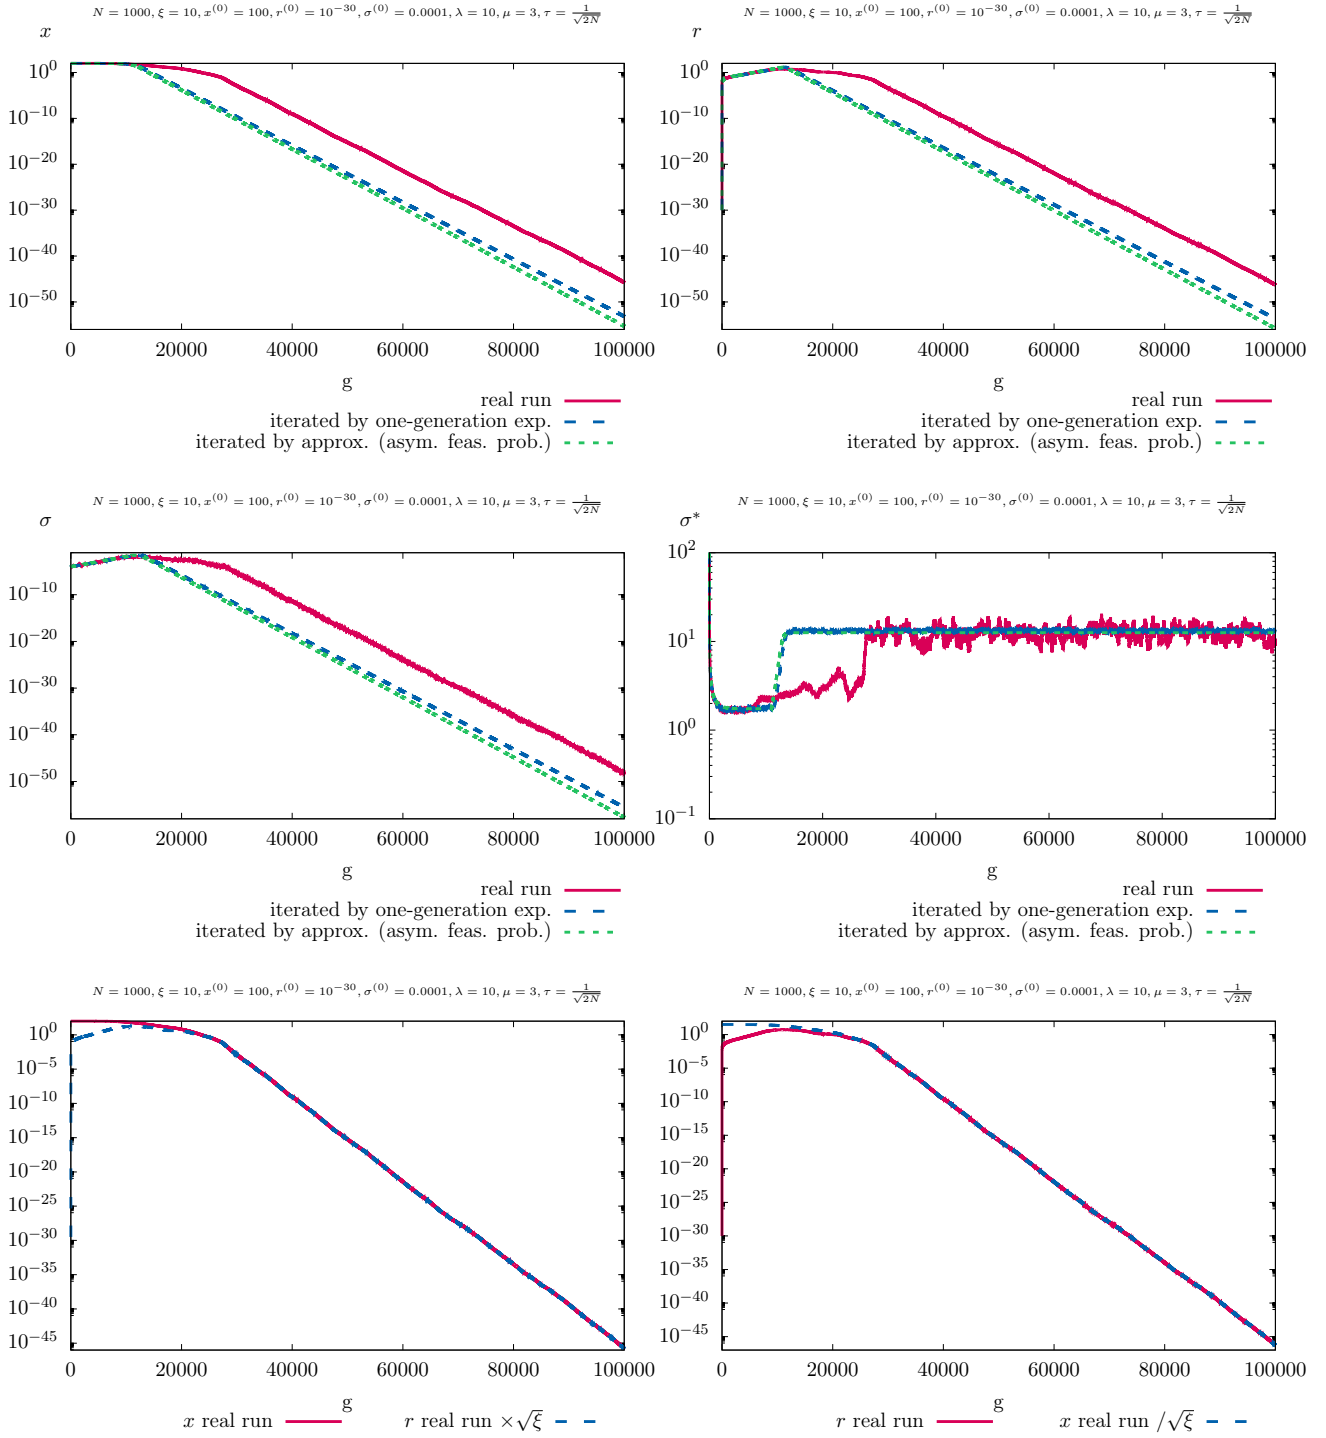 N = 1000, ξ = 10, x^(0) = 100, r^(0) = 10^−30, σ^(0) = 0.0001, λ = 10, μ = 3, τ = 1/√2N
x
10^0
10^−10
10^−20
10^−30
10^−40
10^−50
0 20000 40000 60000 80000 100000
g
real run
iterated by one-generation exp.
iterated by approx. (asym. feas. prob.)
N = 1000, ξ = 10, x^(0) = 100, r^(0) = 10^−30, σ^(0) = 0.0001, λ = 10, μ = 3, τ = 1/√2N
r
10^0
10^−10
10^−20
10^−30
10^−40
10^−50
0 20000 40000 60000 80000 100000
g
real run
iterated by one-generation exp.
iterated by approx. (asym. feas. prob.)
N = 1000, ξ = 10, x^(0) = 100, r^(0) = 10^−30, σ^(0) = 0.0001, λ = 10, μ = 3, τ = 1/√2N
σ
10^−10
10^−20
10^−30
10^−40
10^−50
0 20000 40000 60000 80000 100000
g
real run
iterated by one-generation exp.
iterated by approx. (asym. feas. prob.)
N = 1000, ξ = 10, x^(0) = 100, r^(0) = 10^−30, σ^(0) = 0.0001, λ = 10, μ = 3, τ = 1/√2N
σ*
10^2
10^1
10^0
10^−1
0 20000 40000 60000 80000 100000
g
real run
iterated by one-generation exp.
iterated by approx. (asym. feas. prob.)
N = 1000, ξ = 10, x^(0) = 100, r^(0) = 10^−30, σ^(0) = 0.0001, λ = 10, μ = 3, τ = 1/√2N
10^0
10^−5
10^−10
10^−15
10^−20
10^−25
10^−30
10^−35
10^−40
10^−45
0 20000 40000 60000 80000 100000
g
x real run r real run ×√ξ
N = 1000, ξ = 10, x^(0) = 100, r^(0) = 10^−30, σ^(0) = 0.0001, λ = 10, μ = 3, τ = 1/√2N
10^0
10^−5
10^−10
10^−15
10^−20
10^−25
10^−30
10^−35
10^−40
10^−45
0 20000 40000 60000 80000 100000
g
r real run x real run /√ξ